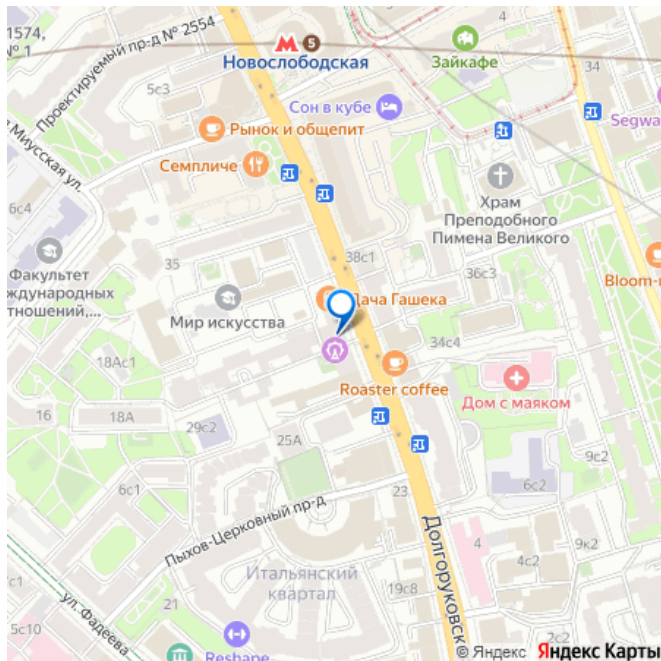 1574,
№ 1
Проектируемый пр-д № 2554
5с3
5
Новослободская
Зайкафе
34
Сон в кубе
Segwa
Рынок и общепит
Миусская ул.
Семпличе
Храм
Преподобного
Пимена Великого
6с4
Факультет
ждународных
тношений,...
35
38с1
36с3
Bloom-n
Дача Гашека
Мир искусства
34с4
18Ас1
Roaster coffee
Дом с маяком
16
18А
29с2
25А
9с2
6с1
6с2
23
Пыхов-Церковный пр-д
Долгоруковск
4
9к2
4с2
Итальянский
квартал
с1
ул. Фадеева
19с8
21
5с10
2с2
Reshape
© Яндекс Яндекс Карты